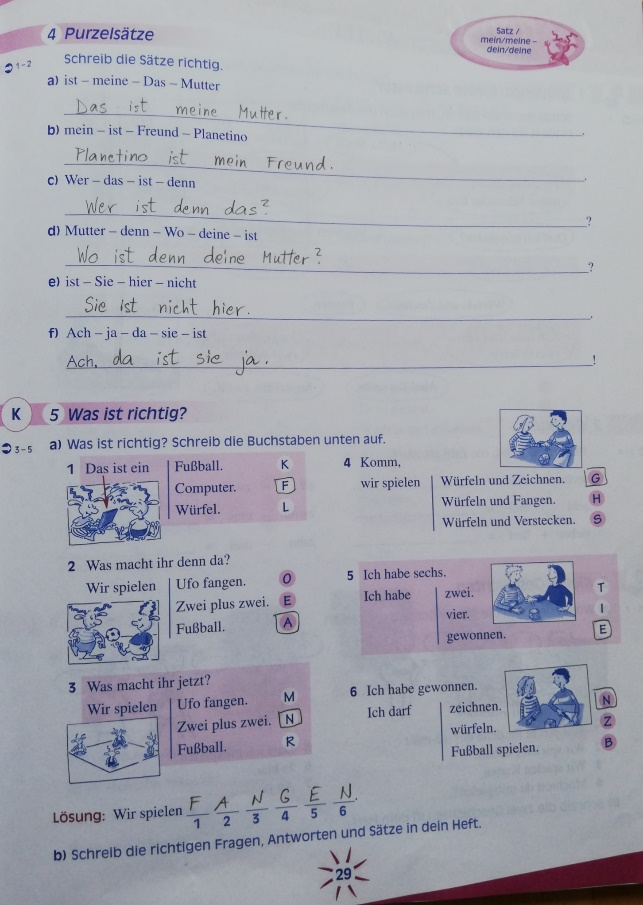 4 Purzelsätze
Satz /
mein/meine –
dein/deine
1–2
Schreib die Sätze richtig.
a) ist – meine – Das – Mutter
Das ist meine Mutter. .
b) mein – ist – Freund – Planetino
Planetino ist mein Freund. .
c) Wer – das – ist – denn
Wer ist denn das? ?
d) Mutter – denn – Wo – deine – ist
Wo ist denn deine Mutter? ?
e) ist – Sie – hier – nicht
Sie ist nicht hier. .
f) Ach – ja – da – sie – ist
Ach, da ist sie ja. !
K
5 Was ist richtig?
3–5
a) Was ist richtig? Schreib die Buchstaben unten auf.
1 Das ist ein
Fußball. K
Computer. F
Würfel. L
2 Was macht ihr denn da?
Wir spielen
Ufo fangen. O
Zwei plus zwei. E
Fußball. A
3 Was macht ihr jetzt?
Wir spielen
Ufo fangen. M
Zwei plus zwei. N
Fußball. R
4 Komm,
wir spielen
Würfeln und Zeichnen. G
Würfeln und Fangen. H
Würfeln und Verstecken. S
5 Ich habe sechs.
Ich habe
zwei. T
vier. I
gewonnen. E
6 Ich habe gewonnen.
Ich darf
zeichnen. N
würfeln. Z
Fußball spielen. B
Lösung: Wir spielen F A N G E N.
1 2 3 4 5 6
b) Schreib die richtigen Fragen, Antworten und Sätze in dein Heft.
29